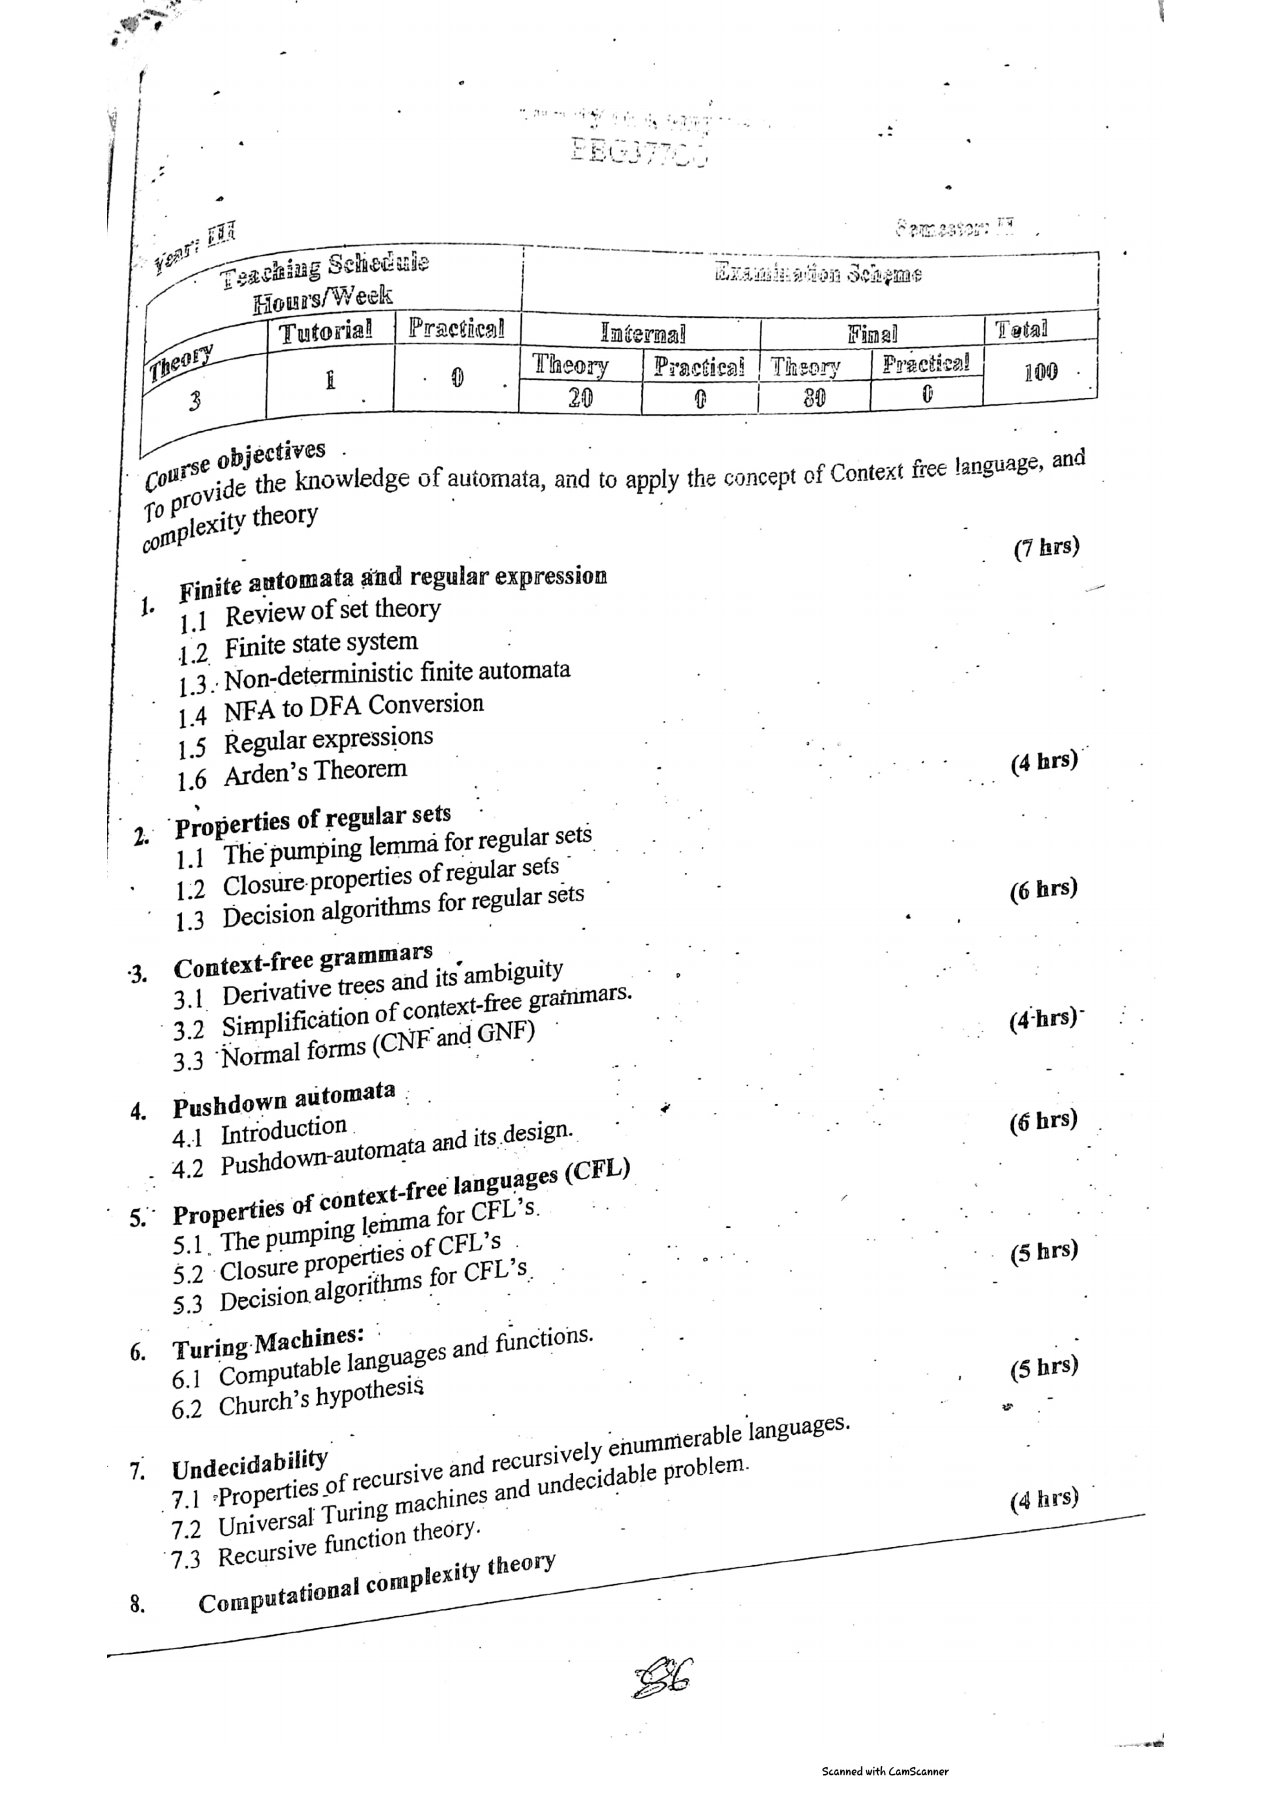 Year: III
Semester: II
Teaching Schedule
Hours/Week
Examination Scheme
Theory
Tutorial
Practical
Internal
Final
Total
Theory
Practical
Theory
Practical
3
1
0
20
0
80
0
100
Course objectives
To provide the knowledge of automata, and to apply the concept of Context free language, and
complexity theory
1. Finite automata and regular expression (7 hrs)
1.1 Review of set theory
1.2 Finite state system
1.3 Non-deterministic finite automata
1.4 NFA to DFA Conversion
1.5 Regular expressions
1.6 Arden's Theorem
2. Properties of regular sets (4 hrs)
1.1 The pumping lemma for regular sets
1.2 Closure properties of regular sets
1.3 Decision algorithms for regular sets
3. Context-free grammars (6 hrs)
3.1 Derivative trees and its ambiguity
3.2 Simplification of context-free grammars.
3.3 Normal forms (CNF and GNF)
4. Pushdown automata (4 hrs)
4.1 Introduction
4.2 Pushdown-automata and its design.
5. Properties of context-free languages (CFL) (6 hrs)
5.1 The pumping lemma for CFL's.
5.2 Closure properties of CFL's
5.3 Decision algorithms for CFL's.
6. Turing Machines: (5 hrs)
6.1 Computable languages and functions.
6.2 Church's hypothesis
7. Undecidability (5 hrs)
7.1 Properties of recursive and recursively enummerable languages.
7.2 Universal Turing machines and undecidable problem.
7.3 Recursive function theory.
8. Computational complexity theory (4 hrs)
86
Scanned with CamScanner